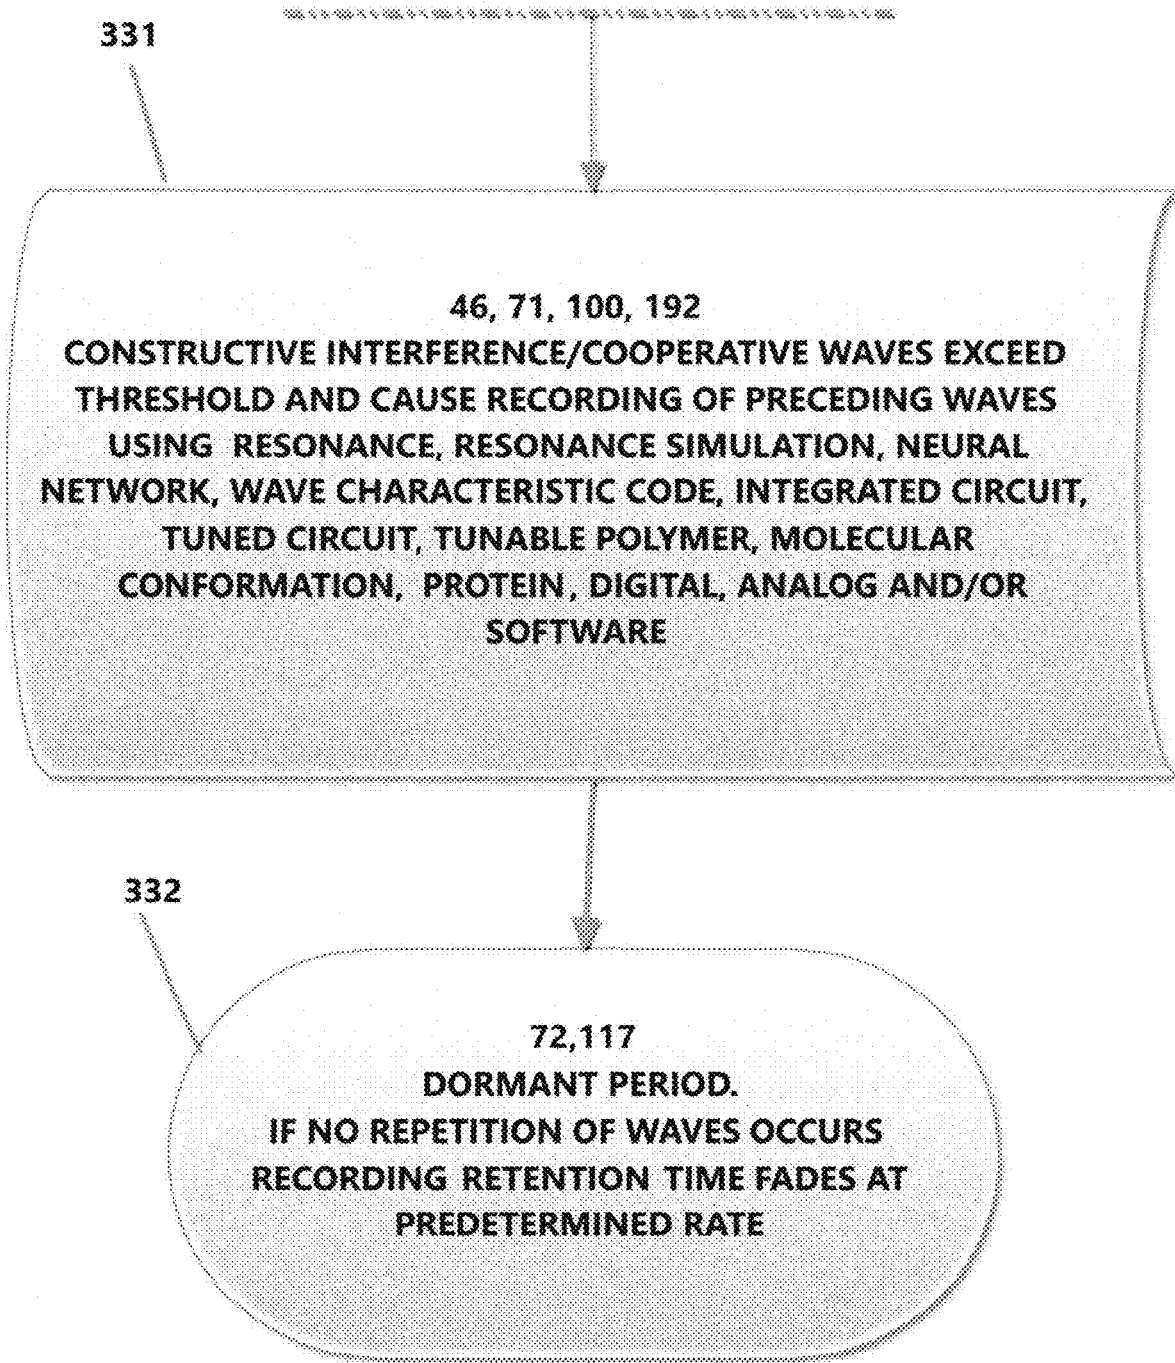 331
46, 71, 100, 192
CONSTRUCTIVE INTERFERENCE/COOPERATIVE WAVES EXCEED
THRESHOLD AND CAUSE RECORDING OF PRECEDING WAVES
USING RESONANCE, RESONANCE SIMULATION, NEURAL
NETWORK, WAVE CHARACTERISTIC CODE, INTEGRATED CIRCUIT,
TUNED CIRCUIT, TUNABLE POLYMER, MOLECULAR
CONFORMATION, PROTEIN, DIGITAL, ANALOG AND/OR
SOFTWARE
332
72,117
DORMANT PERIOD.
IF NO REPETITION OF WAVES OCCURS
RECORDING RETENTION TIME FADES AT
PREDETERMINED RATE